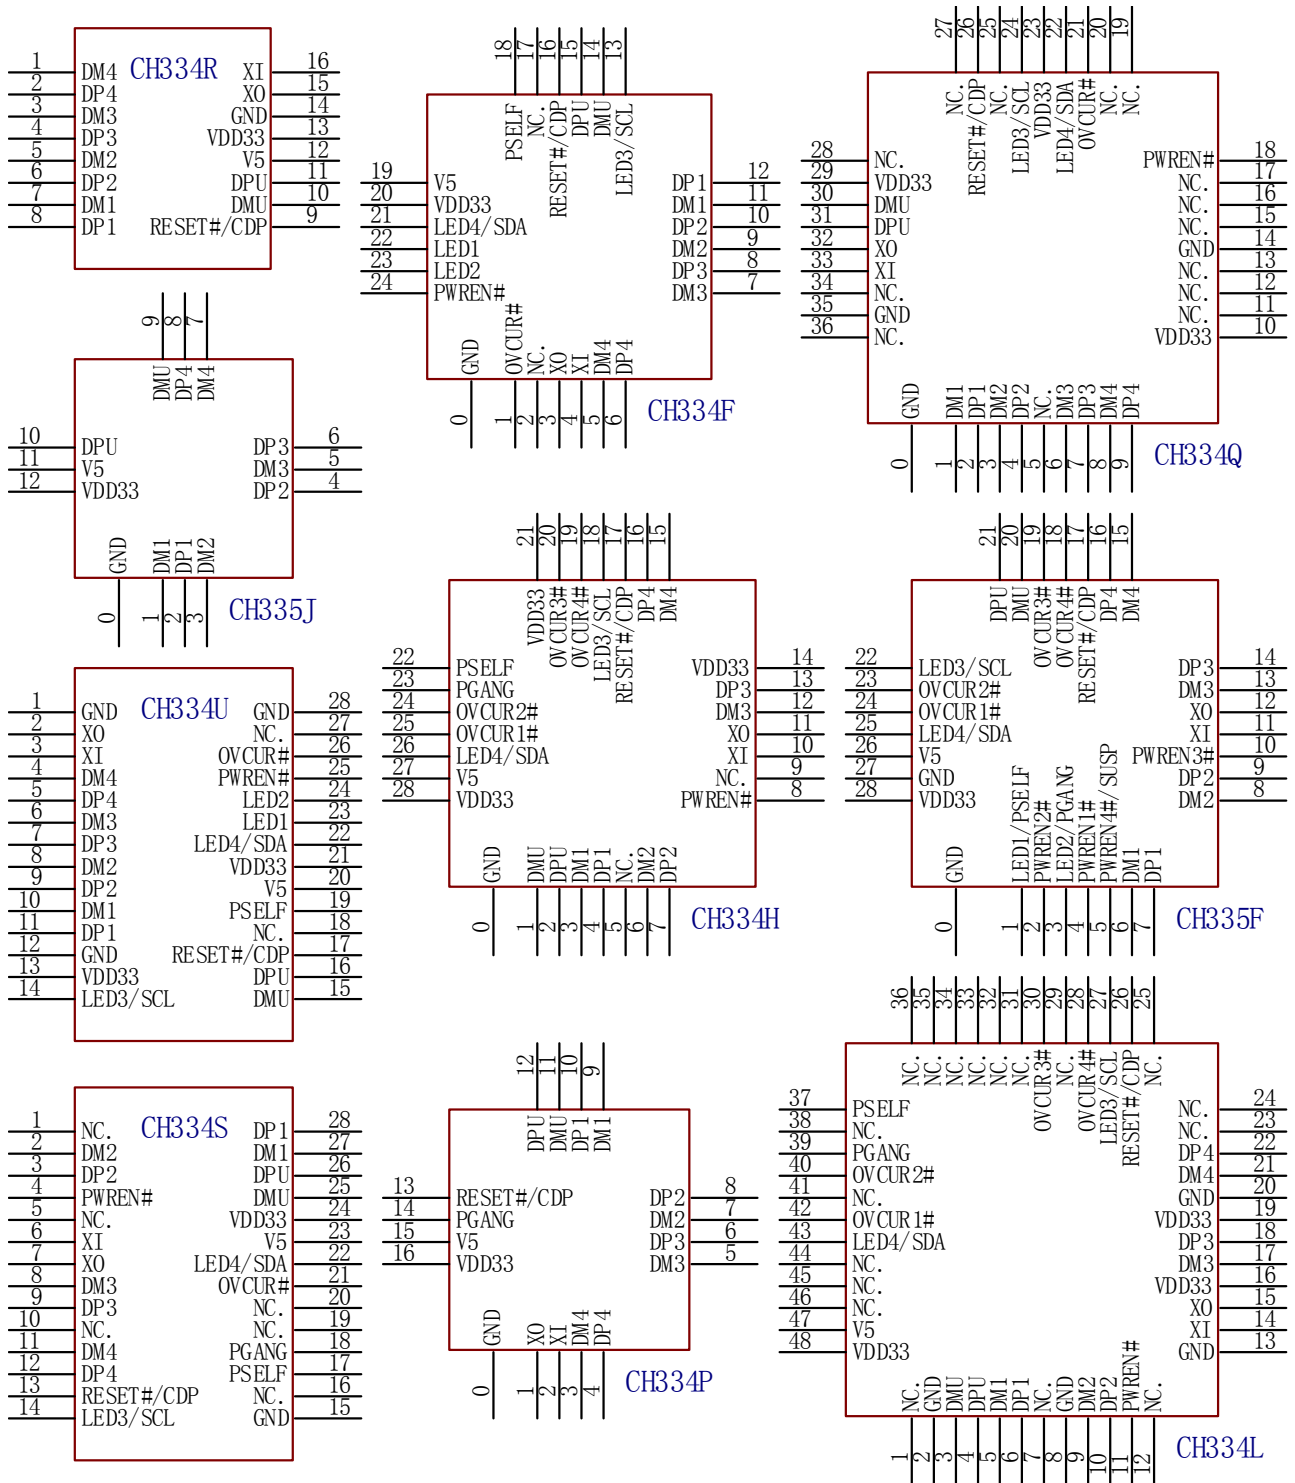 CH334R
1 DM4 XI 16
2 DP4 XO 15
3 DM3 GND 14
4 DP3 VDD33 13
5 DM2 V5 12
6 DP2 DPU 11
7 DM1 DMU 10
8 DP1 RESET#/CDP 9
18 17 16 15 14 13
PSELF NC. RESET#/CDP DPU DMU LED3/SCL
19 V5 DP1 12
20 VDD33 DM1 11
21 LED4/SDA DP2 10
22 LED1 DM2 9
23 LED2 DP3 8
24 PWREN# DM3 7
GND OVCUR# NC. XO XI DM4 DP4
0 1 2 3 4 5 6
CH334F
27 26 25 24 23 22 21 20 19
NC. RESET#/CDP NC. LED3/SCL VDD33 LED4/SDA OVCUR# NC. NC.
28 NC. PWREN# 18
29 VDD33 NC. 17
30 DMU NC. 16
31 DPU NC. 15
32 XO GND 14
33 XI NC. 13
34 NC. NC. 12
35 GND NC. 11
36 NC. VDD33 10
GND DM1 DP1 DM2 DP2 NC. DM3 DP3 DM4 DP4
0 1 2 3 4 5 6 7 8 9
CH334Q
9 8 7
DMU DP4 DM4
10 DPU DP3 6
11 V5 DM3 5
12 VDD33 DP2 4
GND DM1 DP1 DM2
0 1 2 3
CH335J
21 20 19 18 17 16 15
VDD33 OVCUR3# OVCUR4# LED3/SCL RESET#/CDP DP4 DM4
22 PSELF VDD33 14
23 PGANG DP3 13
24 OVCUR2# DM3 12
25 OVCUR1# XO 11
26 LED4/SDA XI 10
27 V5 NC. 9
28 VDD33 PWREN# 8
GND DMU DPU DM1 DP1 NC. DM2 DP2
0 1 2 3 4 5 6 7
CH334H
21 20 19 18 17 16 15
DPU DMU OVCUR3# OVCUR4# RESET#/CDP DP4 DM4
22 LED3/SCL DP3 14
23 OVCUR2# DM3 13
24 OVCUR1# XO 12
25 LED4/SDA XI 11
26 V5 PWREN3# 10
27 GND DP2 9
28 VDD33 DM2 8
GND LED1/PSELF PWREN2# LED2/PGANG PWREN1# PWREN4#/SUSP DM1 DP1
0 1 2 3 4 5 6 7
CH335F
CH334U
1 GND GND 28
2 XO NC. 27
3 XI OVCUR# 26
4 DM4 PWREN# 25
5 DP4 LED2 24
6 DM3 LED1 23
7 DP3 LED4/SDA 22
8 DM2 VDD33 21
9 DP2 V5 20
10 DM1 PSELF 19
11 DP1 NC. 18
12 GND RESET#/CDP 17
13 VDD33 DPU 16
14 LED3/SCL DMU 15
CH334S
1 NC. DP1 28
2 DM2 DM1 27
3 DP2 DPU 26
4 PWREN# DMU 25
5 NC. VDD33 24
6 XI V5 23
7 XO LED4/SDA 22
8 DM3 OVCUR# 21
9 DP3 NC. 20
10 NC. NC. 19
11 DM4 PGANG 18
12 DP4 PSELF 17
13 RESET#/CDP NC. 16
14 LED3/SCL GND 15
12 11 10 9
DPU DMU DP1 DM1
13 RESET#/CDP DP2 8
14 PGANG DM2 7
15 V5 DP3 6
16 VDD33 DM3 5
GND XO XI DM4 DP4
0 1 2 3 4
CH334P
36 35 34 33 32 31 30 29 28 27 26 25
NC. NC. NC. NC. NC. NC. OVCUR3# NC. OVCUR4# LED3/SCL RESET#/CDP NC.
37 PSELF NC. 24
38 NC. NC. 23
39 PGANG DP4 22
40 OVCUR2# DM4 21
41 NC. GND 20
42 OVCUR1# VDD33 19
43 LED4/SDA DP3 18
44 NC. DM3 17
45 NC. VDD33 16
46 NC. XO 15
47 V5 XI 14
48 VDD33 GND 13
NC. GND DMU DPU DM1 DP1 NC. GND DM2 DP2 PWREN# NC.
1 2 3 4 5 6 7 8 9 10 11 12
CH334L